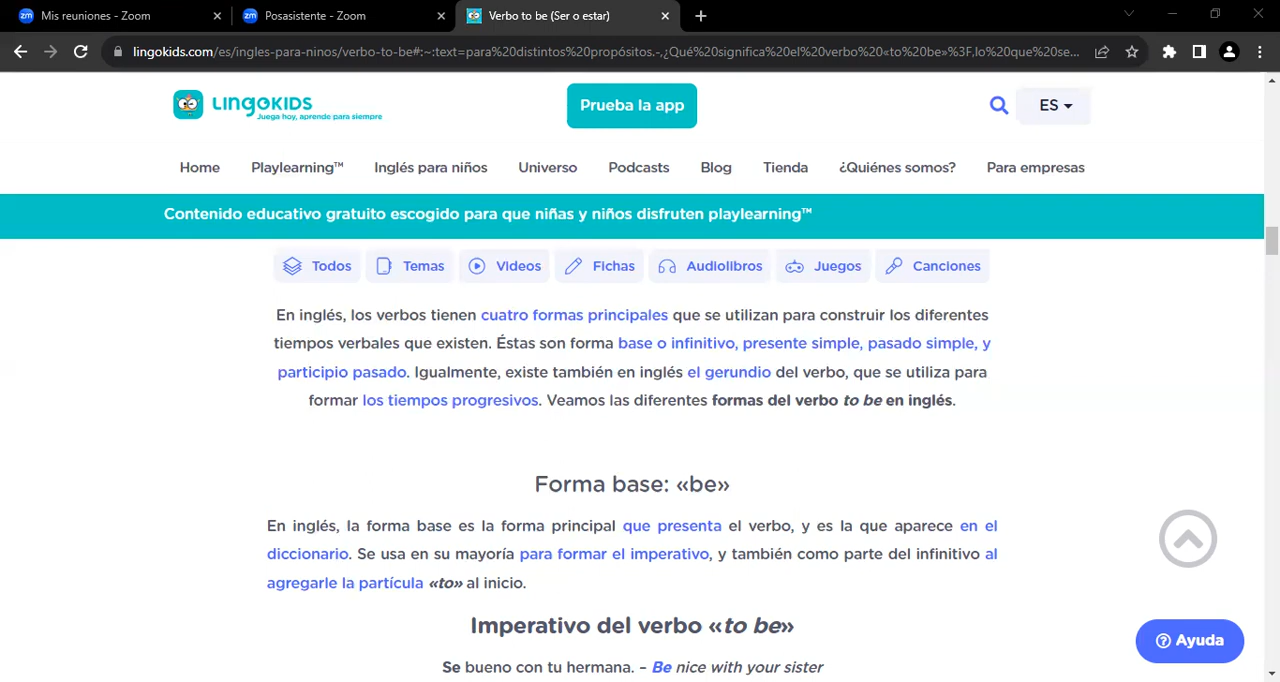 Mis reuniones - Zoom
Posasistente - Zoom
Verbo to be (Ser o estar)
lingokids.com/es/ingles-para-ninos/verbo-to-be#:~:text=para%20distintos%20propósitos.-,¿Qué%20significa%20el%20verbo%20«to%20be»%3F,lo%20que%20se...
LINGOKIDS
Juega hoy, aprende para siempre
Prueba la app
ES
Home Playlearning™ Inglés para niños Universo Podcasts Blog Tienda ¿Quiénes somos? Para empresas
Contenido educativo gratuito escogido para que niñas y niños disfruten playlearning™
Todos Temas Videos Fichas Audiolibros Juegos Canciones
En inglés, los verbos tienen cuatro formas principales que se utilizan para construir los diferentes
tiempos verbales que existen. Éstas son forma base o infinitivo, presente simple, pasado simple, y
participio pasado. Igualmente, existe también en inglés el gerundio del verbo, que se utiliza para
formar los tiempos progresivos. Veamos las diferentes formas del verbo to be en inglés.
Forma base: «be»
En inglés, la forma base es la forma principal que presenta el verbo, y es la que aparece en el
diccionario. Se usa en su mayoría para formar el imperativo, y también como parte del infinitivo al
agregarle la partícula «to» al inicio.
Imperativo del verbo «to be»
Se bueno con tu hermana. – Be nice with your sister
Ayuda